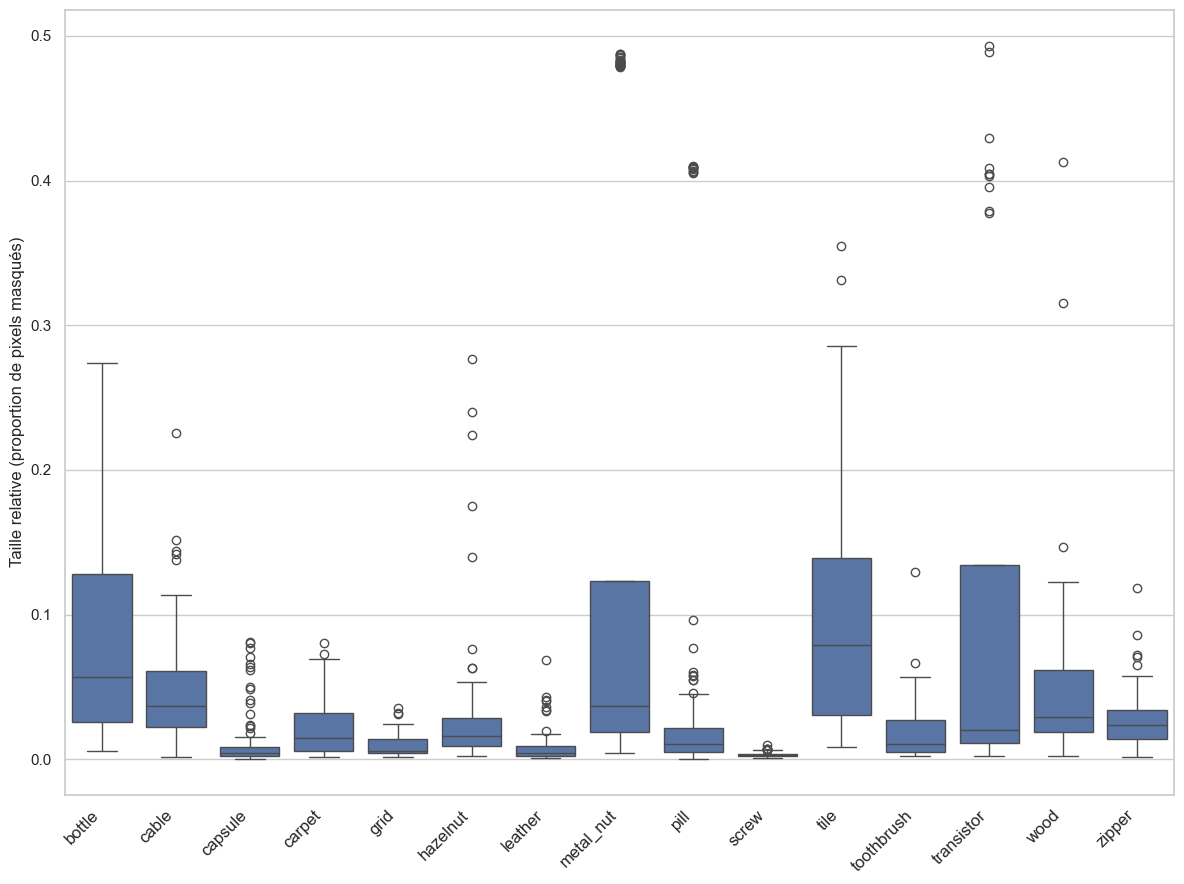 Taille relative (proportion de pixels masqués)
0.5
0.4
0.3
0.2
0.1
0.0
bottle
cable
capsule
carpet
grid
hazelnut
leather
metal_nut
pill
screw
tile
toothbrush
transistor
wood
zipper